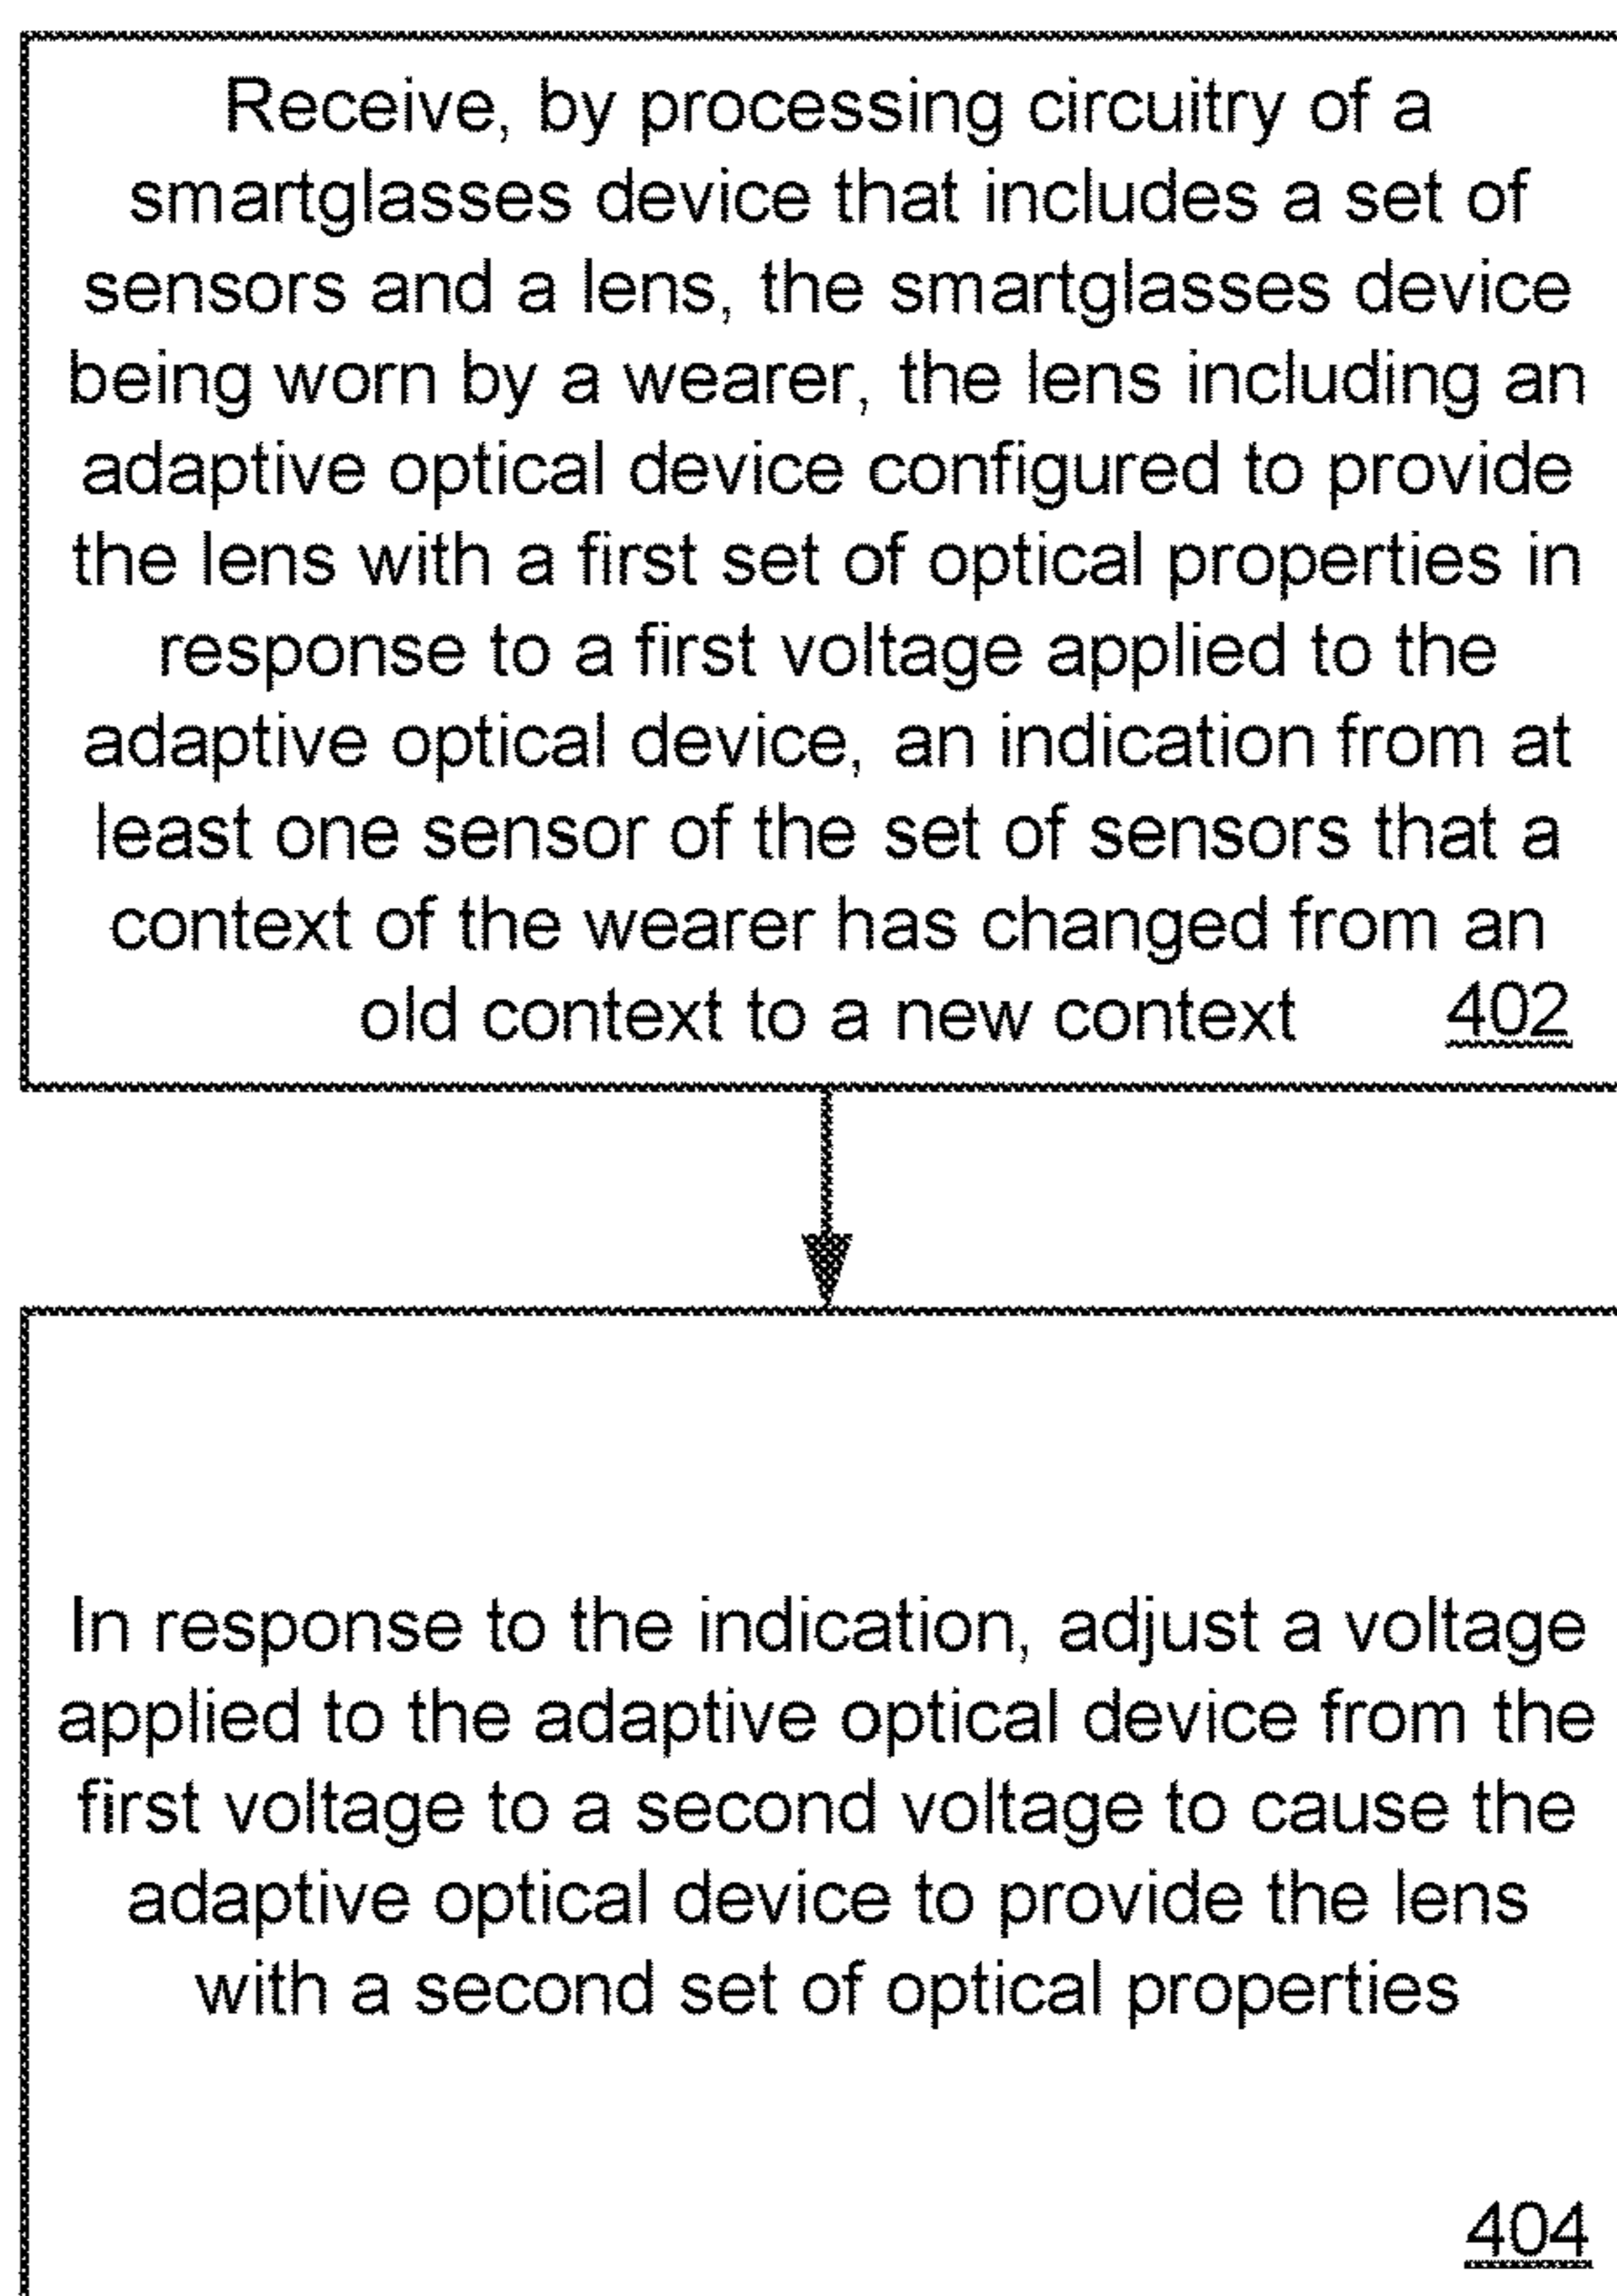 Receive, by processing circuitry of a
smartglasses device that includes a set of
sensors and a lens, the smartglasses device
being worn by a wearer, the lens including an
adaptive optical device configured to provide
the lens with a first set of optical properties in
response to a first voltage applied to the
adaptive optical device, an indication from at
least one sensor of the set of sensors that a
context of the wearer has changed from an
old context to a new context 402
In response to the indication, adjust a voltage
applied to the adaptive optical device from the
first voltage to a second voltage to cause the
adaptive optical device to provide the lens
with a second set of optical properties
404